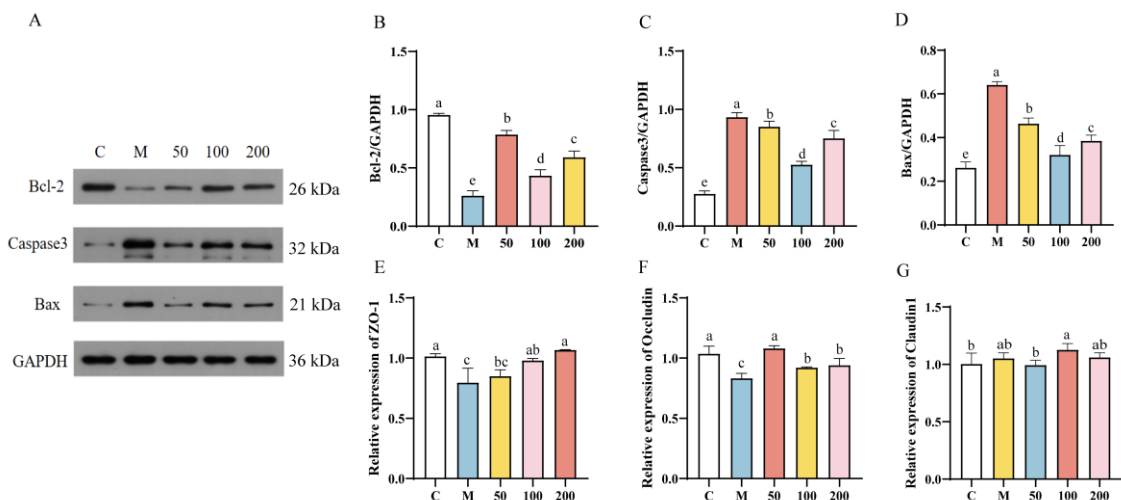 A
C M 50 100 200
Bcl-2 26 kDa
Caspase3 32 kDa
Bax 21 kDa
GAPDH 36 kDa
B
Bcl-2/GAPDH
1.5
1.0
0.5
0.0
a e b d c
C M 50 100 200
C
Caspase3/GAPDH
1.5
1.0
0.5
0.0
e a b d c
C M 50 100 200
D
Bax/GAPDH
0.8
0.6
0.4
0.2
0.0
e a b d c
C M 50 100 200
E
Relative expression of ZO-1
1.5
1.0
0.5
0.0
a c bc ab a
C M 50 100 200
F
Relative expression of Occludin
1.5
1.0
0.5
0.0
a c a b b
C M 50 100 200
G
Relative expression of Claudin1
1.5
1.0
0.5
0.0
b ab b a ab
C M 50 100 200